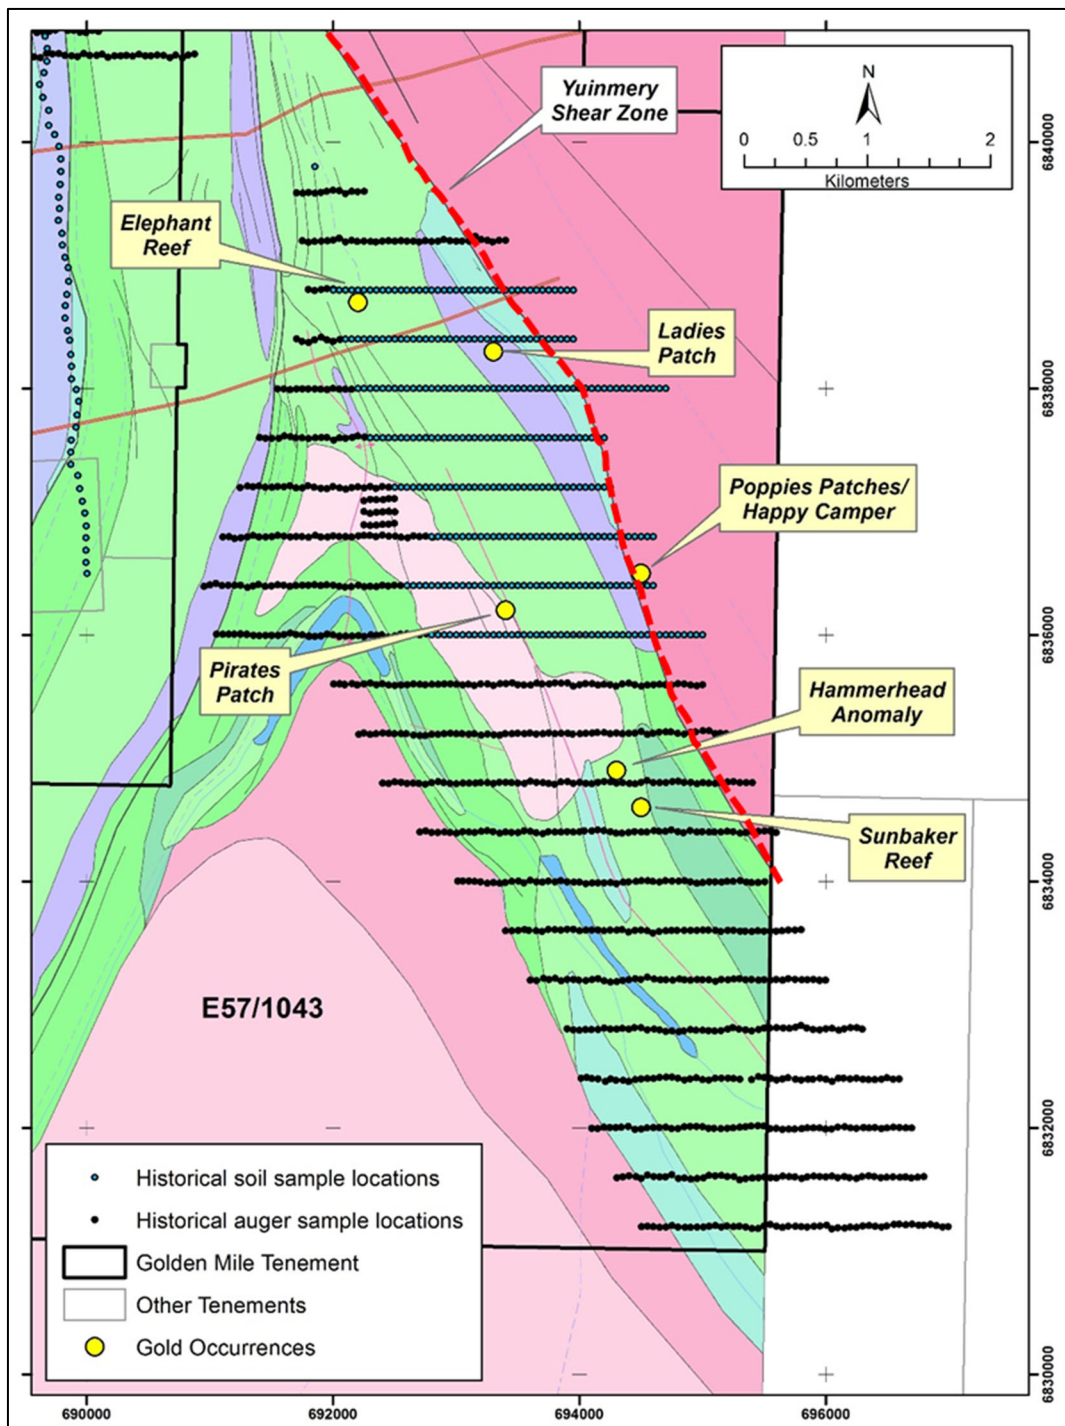 Yuinmery
Shear Zone
N
0 0.5 1 2
Kilometers
6840000
Elephant
Reef
Ladies
Patch
6838000
Poppies Patches/
Happy Camper
6836000
Pirates
Patch
Hammerhead
Anomaly
Sunbaker
Reef
6834000
E57/1043
6832000
Historical soil sample locations
Historical auger sample locations
Golden Mile Tenement
Other Tenements
Gold Occurrences
6830000
690000 692000 694000 696000